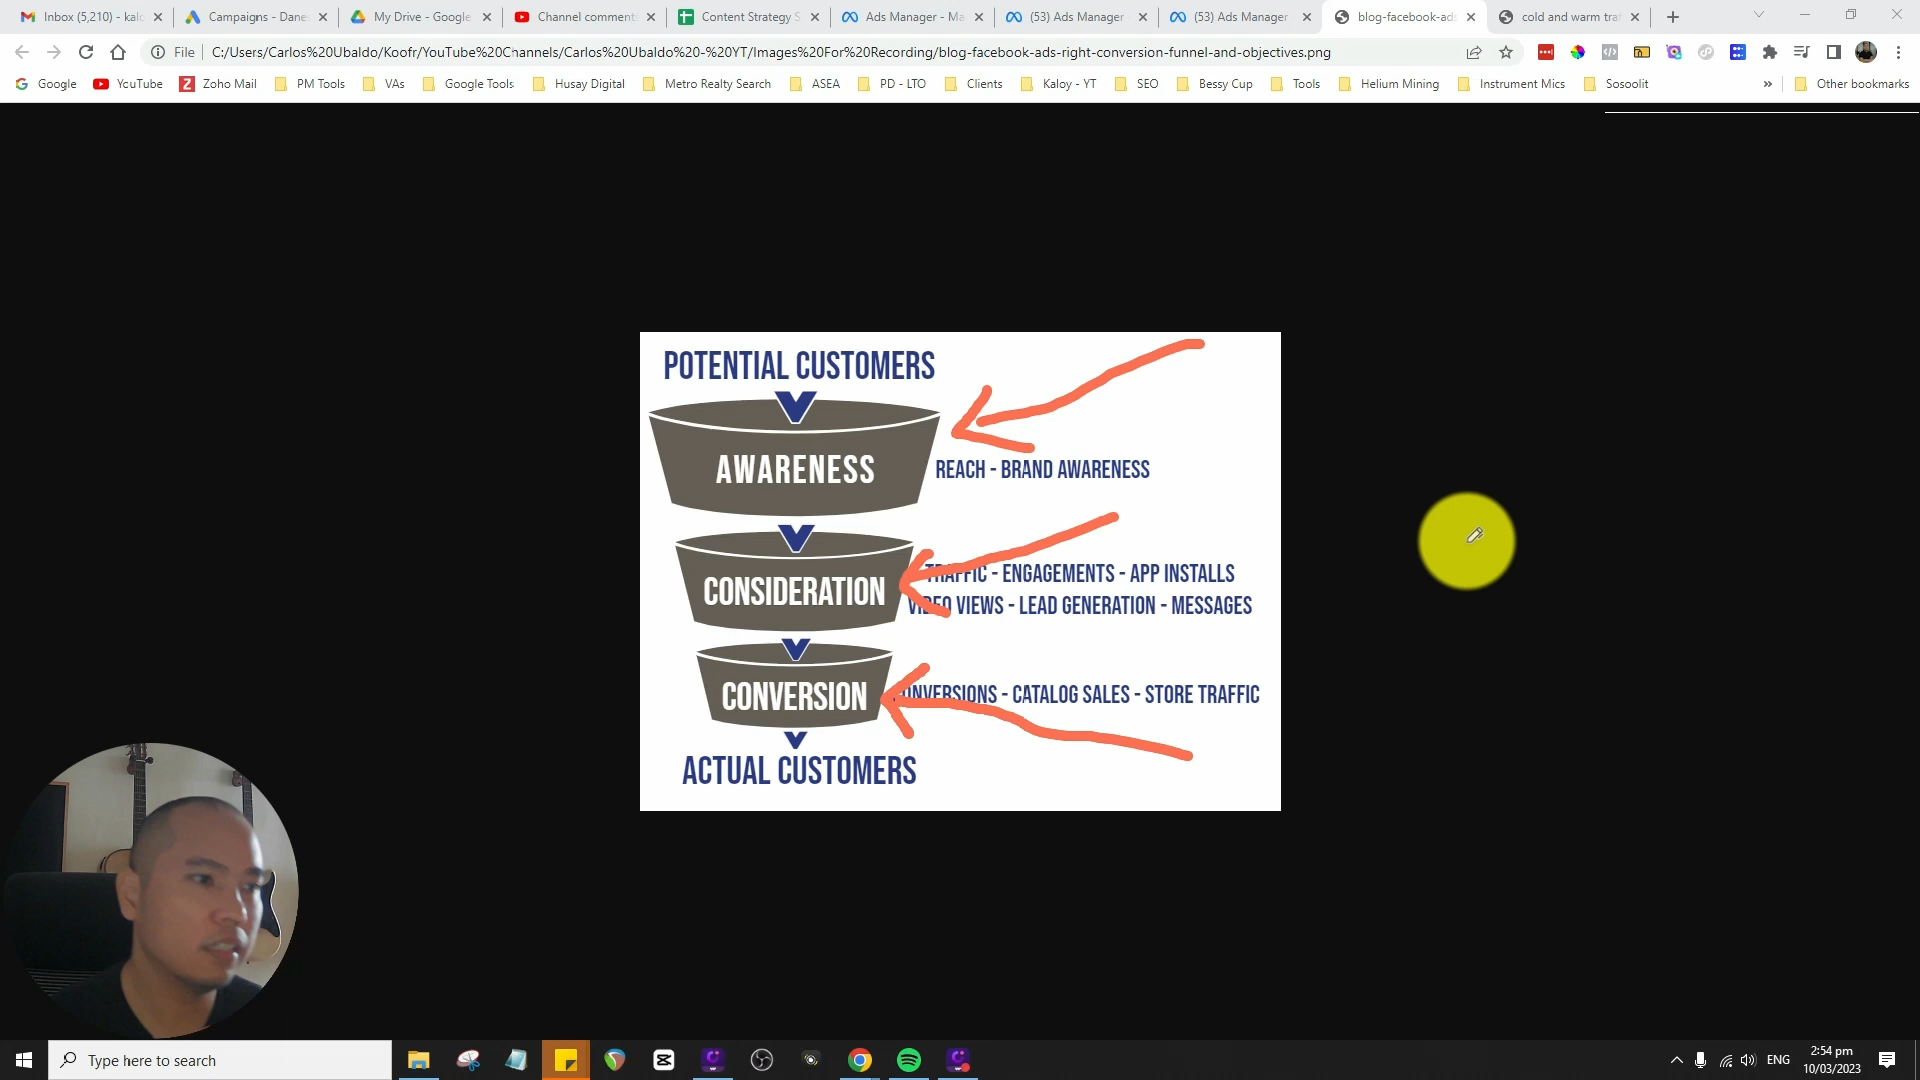 Inbox (5,210) - kalo
Campaigns - Dane
My Drive - Google
Channel comment
Content Strategy S
Ads Manager - Ma
(53) Ads Manager
(53) Ads Manager
blog-facebook-ads
cold and warm tra
File
C:/Users/Carlos%20Ubaldo/Koofr/YouTube%20Channels/Carlos%20Ubaldo%20-%20YT/Images%20For%20Recording/blog-facebook-ads-right-conversion-funnel-and-objectives.png
Google
YouTube
Zoho Mail
PM Tools
VAs
Google Tools
Husay Digital
Metro Realty Search
ASEA
PD - LTO
Clients
Kaloy - YT
SEO
Bessy Cup
Tools
Helium Mining
Instrument Mics
Sosoolit
Other bookmarks
POTENTIAL CUSTOMERS
AWARENESS
REACH - BRAND AWARENESS
CONSIDERATION
TRAFFIC - ENGAGEMENTS - APP INSTALLS
VIDEO VIEWS - LEAD GENERATION - MESSAGES
CONVERSION
CONVERSIONS - CATALOG SALES - STORE TRAFFIC
ACTUAL CUSTOMERS
Type here to search
ENG
2:54 pm
10/03/2023